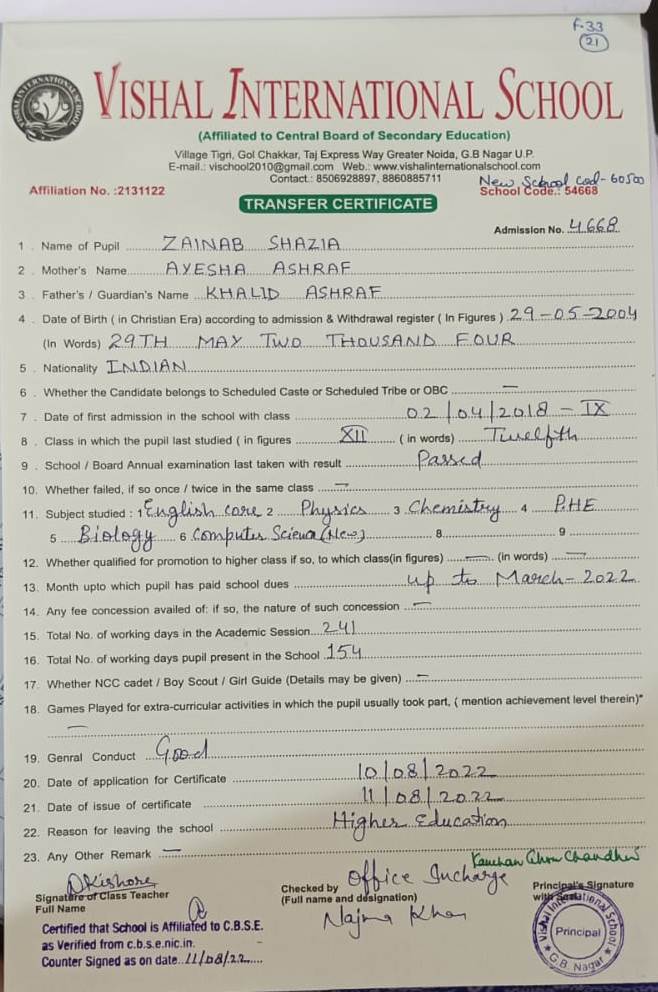 F-33
21
VISHAL INTERNATIONAL SCHOOL
VISHAL INTERNATIONAL SCHOOL
(Affiliated to Central Board of Secondary Education)
Village Tigri, Gol Chakkar, Taj Express Way Greater Noida, G.B Nagar U.P.
E-mail.: vischool2010@gmail.com Web.: www.vishalinternationalschool.com
Contact.: 8506928897, 8860885711
New School Cod- 60500
Affiliation No. :2131122 School Code.: 54668
TRANSFER CERTIFICATE
Admission No. 4668
1 . Name of Pupil ZAINAB SHAZIA
2 . Mother's Name AYESHA ASHRAF
3 . Father's / Guardian's Name KHALID ASHRAF
4 . Date of Birth ( in Christian Era) according to admission & Withdrawal register ( In Figures ) 29-05-2004
(In Words) 29TH MAY TWO THOUSAND FOUR
5 . Nationality INDIAN
6 . Whether the Candidate belongs to Scheduled Caste or Scheduled Tribe or OBC —
7 . Date of first admission in the school with class 02/04/2018 - IX
8 . Class in which the pupil last studied ( in figures XII ( in words) Twelfth
9 . School / Board Annual examination last taken with result Passed
10. Whether failed, if so once / twice in the same class —
11. Subject studied : 1 English core 2 Physics 3 Chemistry 4 P.HE
5 Biology 6 Computer Science (New) 8 9
12. Whether qualified for promotion to higher class if so, to which class(in figures) — (in words) —
13. Month upto which pupil has paid school dues up to March-2022
14. Any fee concession availed of: if so, the nature of such concession —
15. Total No. of working days in the Academic Session 241
16. Total No. of working days pupil present in the School 154
17. Whether NCC cadet / Boy Scout / Girl Guide (Details may be given) —
18. Games Played for extra-curricular activities in which the pupil usually took part, ( mention achievement level therein)*
—
19. Genral Conduct Good
20. Date of application for Certificate 10/08/2022
21. Date of issue of certificate 11/08/2022
22. Reason for leaving the school Higher Education
23. Any Other Remark —
DKishore
Signature of Class Teacher
Full Name
Checked by Office Incharge
(Full name and designation)
Najma Khan
Principal's Signature
with Seal
Certified that School is Affiliated to C.B.S.E.
as Verified from c.b.s.e.nic.in.
Counter Signed as on date..11/08/22
Vishal International School
Principal
G.B. Nagar